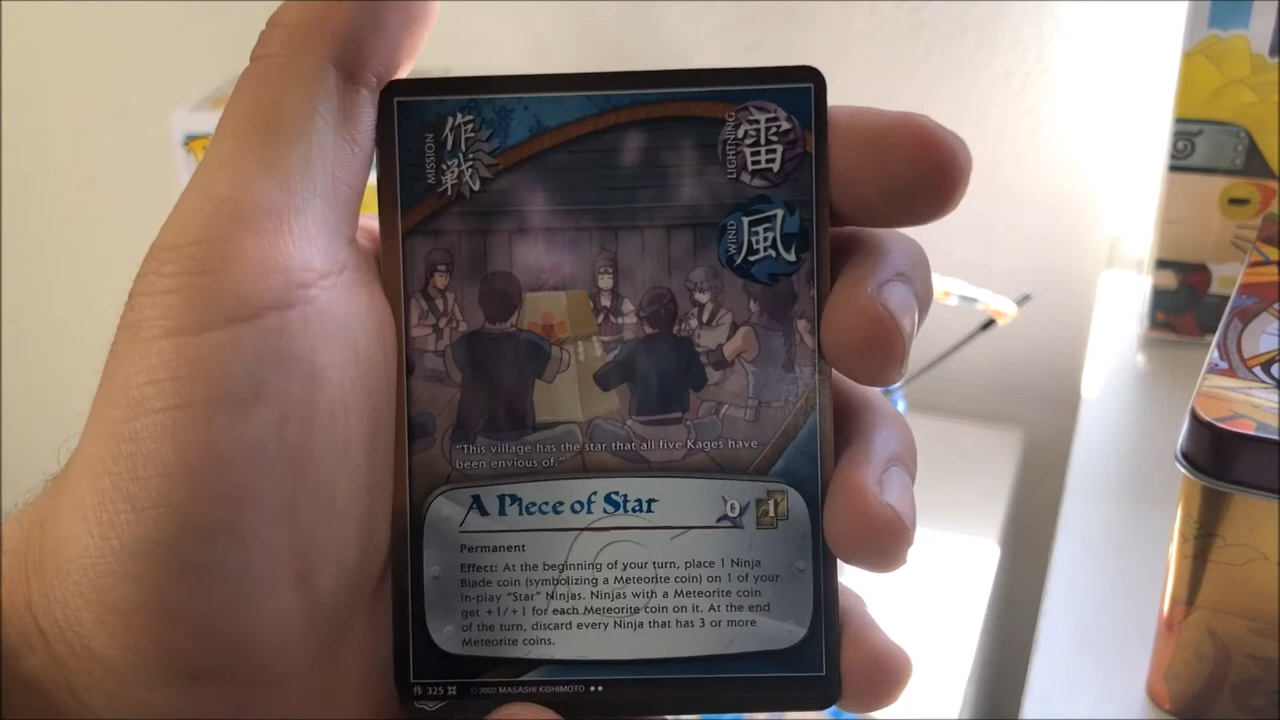 作戦
MISSION
雷
LIGHTNING
風
WIND
"This village has the star that all five Kages have
been envious of."
A Piece of Star
0 1
Permanent
Effect: At the beginning of your turn, place 1 Ninja
Blade coin (symbolizing a Meteorite coin) on 1 of your
in-play "Star" Ninjas. Ninjas with a Meteorite coin
get +1/+1 for each Meteorite coin on it. At the end
of the turn, discard every Ninja that has 3 or more
Meteorite coins.
作 325
© 2002 MASASHI KISHIMOTO